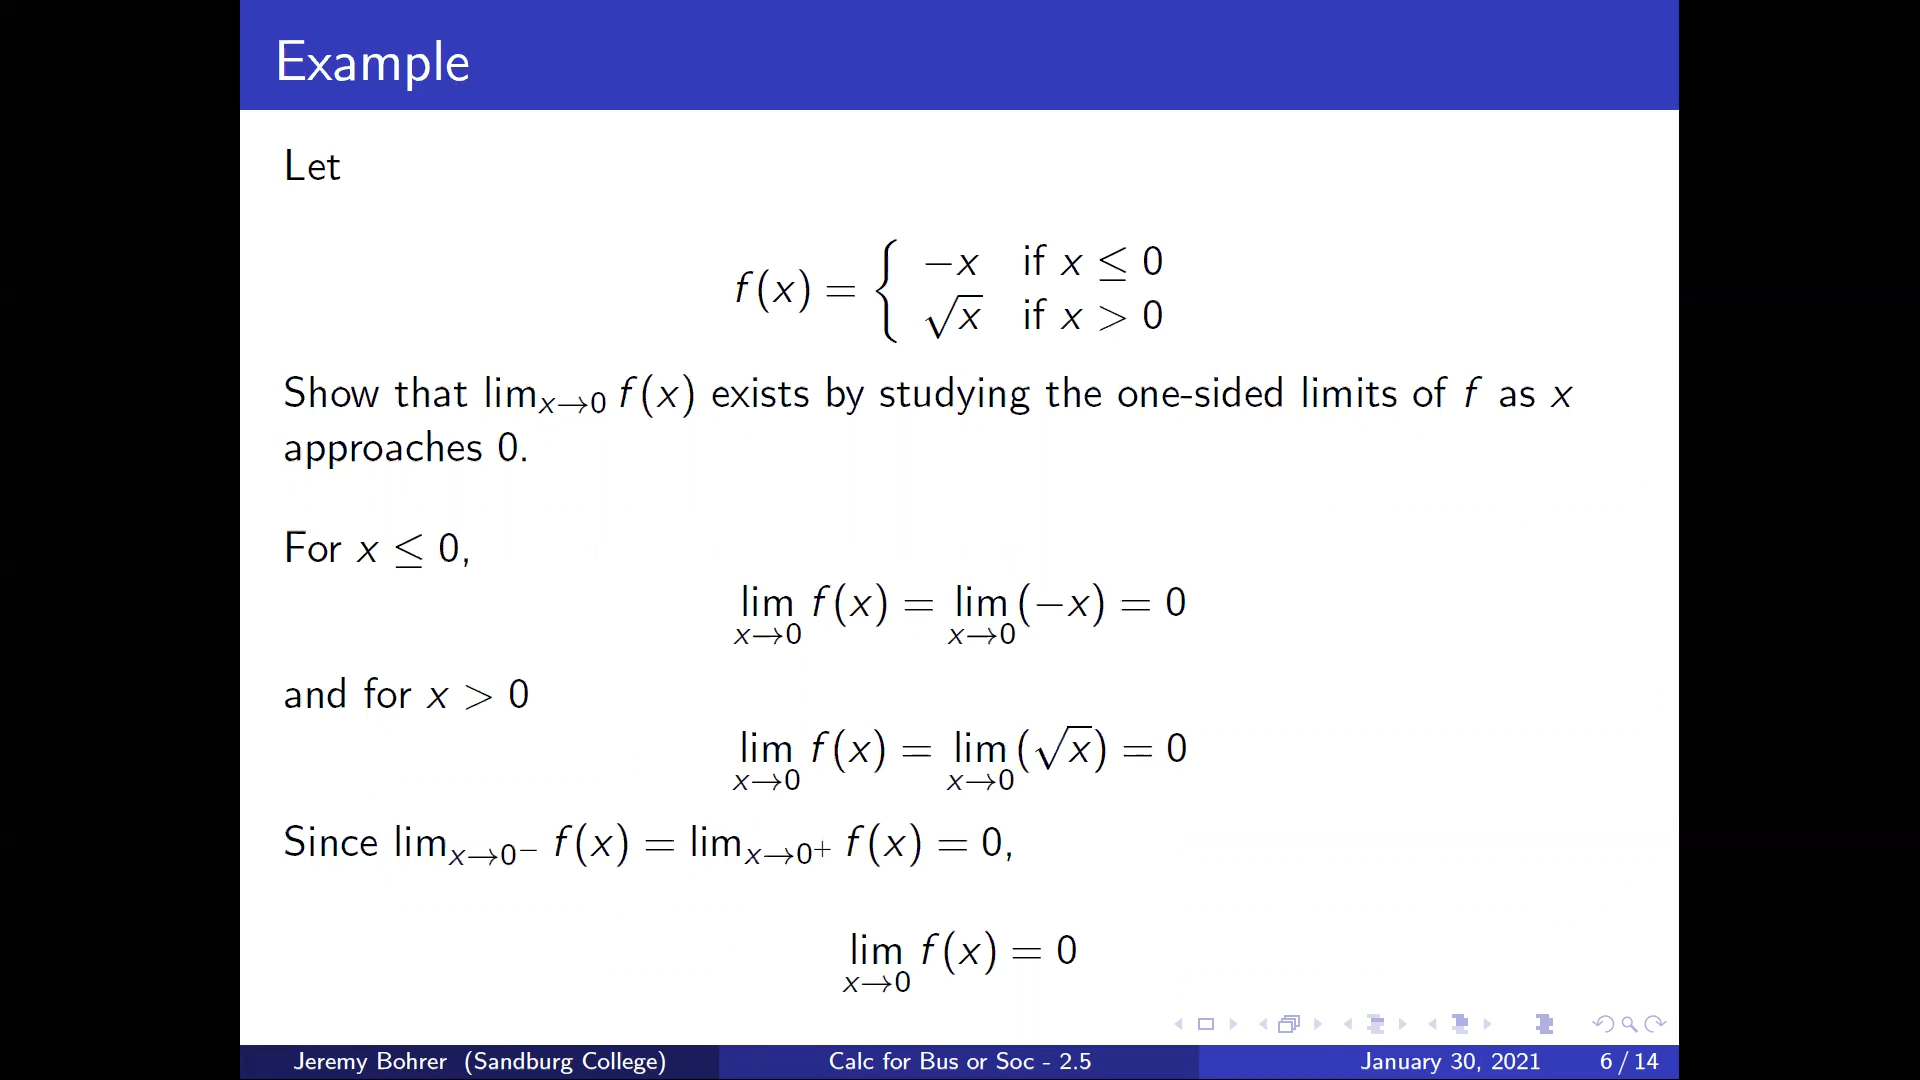 Example
Let
f(x) = { −x if x ≤ 0
√x if x > 0
Show that lim_{x→0} f(x) exists by studying the one-sided limits of f as x
approaches 0.
For x ≤ 0,
lim_{x→0} f(x) = lim_{x→0} (−x) = 0
and for x > 0
lim_{x→0} f(x) = lim_{x→0} (√x) = 0
Since lim_{x→0⁻} f(x) = lim_{x→0⁺} f(x) = 0,
lim_{x→0} f(x) = 0
Jeremy Bohrer (Sandburg College) Calc for Bus or Soc - 2.5 January 30, 2021 6 / 14